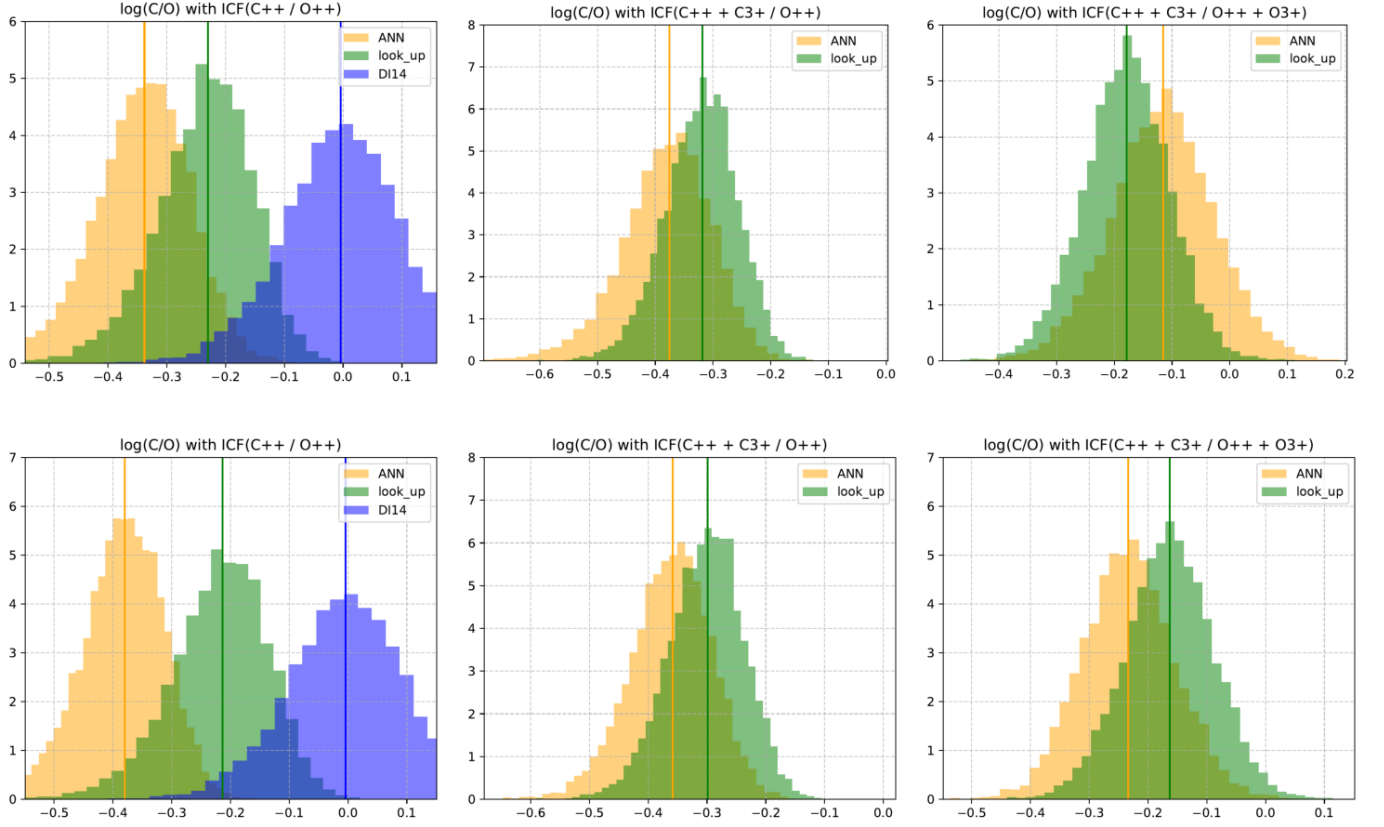 log(C/O) with ICF(C++ / O++)
6
5
4
3
2
1
0
ANN
look_up
DI14
−0.5 −0.4 −0.3 −0.2 −0.1 0.0 0.1
log(C/O) with ICF(C++ + C3+ / O++)
8
7
6
5
4
3
2
1
0
ANN
look_up
−0.6 −0.5 −0.4 −0.3 −0.2 −0.1 0.0
log(C/O) with ICF(C++ + C3+ / O++ + O3+)
6
5
4
3
2
1
0
ANN
look_up
−0.4 −0.3 −0.2 −0.1 0.0 0.1 0.2
log(C/O) with ICF(C++ / O++)
7
6
5
4
3
2
1
0
ANN
look_up
DI14
−0.5 −0.4 −0.3 −0.2 −0.1 0.0 0.1
log(C/O) with ICF(C++ + C3+ / O++)
8
7
6
5
4
3
2
1
0
ANN
look_up
−0.6 −0.5 −0.4 −0.3 −0.2 −0.1 0.0
log(C/O) with ICF(C++ + C3+ / O++ + O3+)
7
6
5
4
3
2
1
0
ANN
look_up
−0.5 −0.4 −0.3 −0.2 −0.1 0.0 0.1